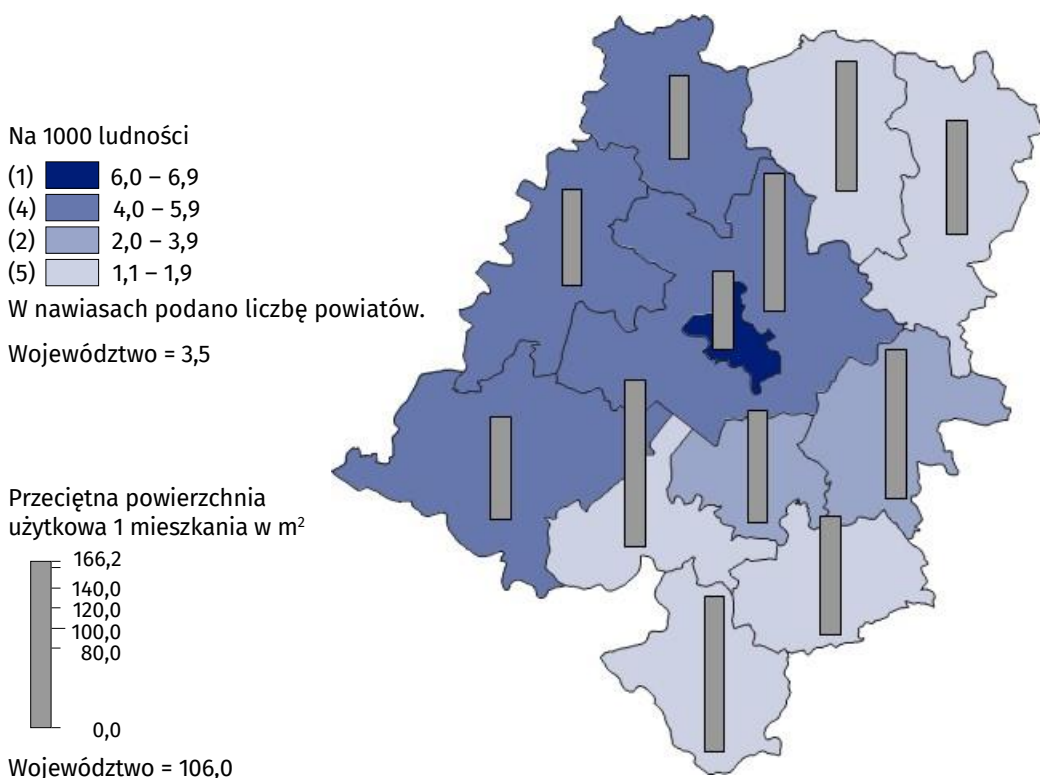 Na 1000 ludności
(1) 6,0 – 6,9
(4) 4,0 – 5,9
(2) 2,0 – 3,9
(5) 1,1 – 1,9
W nawiasach podano liczbę powiatów.
Województwo = 3,5
Przeciętna powierzchnia
użytkowa 1 mieszkania w m²
166,2
140,0
120,0
100,0
80,0
0,0
Województwo = 106,0